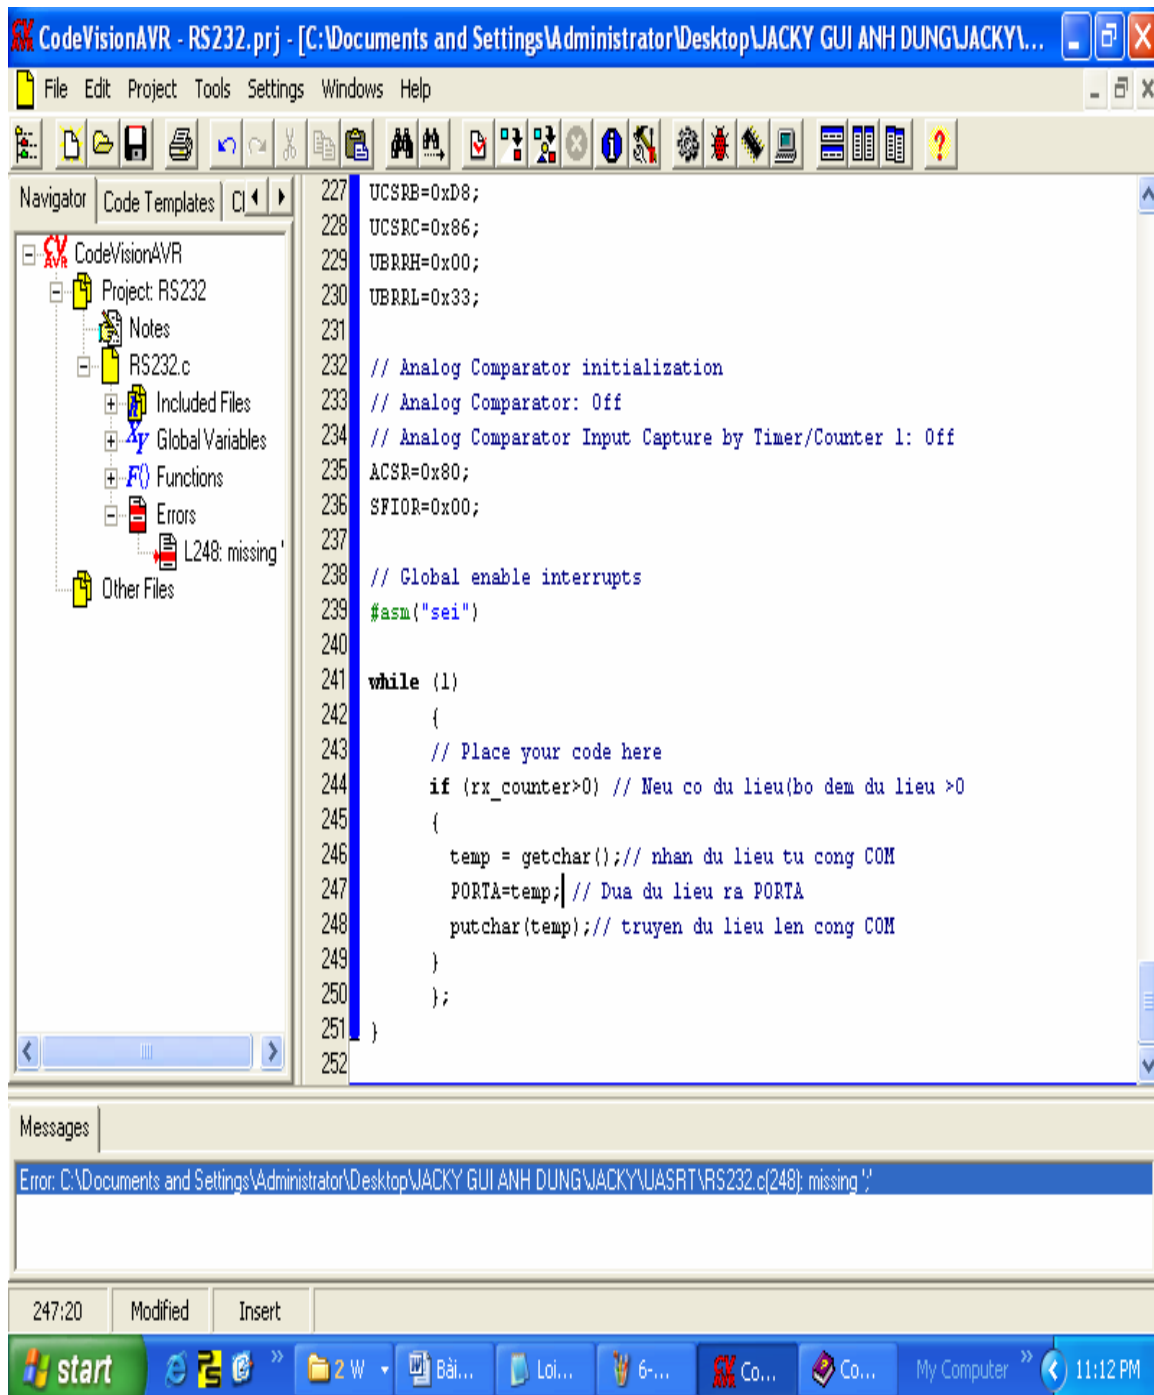 CodeVisionAVR - RS232.prj - [C:\Documents and Settings\Administrator\Desktop\JACKY GUI ANH DUNG\JACKY\...
File Edit Project Tools Settings Windows Help
Navigator Code Templates Cl
CodeVisionAVR
Project: RS232
Notes
RS232.c
Included Files
Global Variables
Functions
Errors
L248: missing '
Other Files
227 UCSRB=0xD8;
228 UCSRC=0x86;
229 UBRRH=0x00;
230 UBRRL=0x33;
231
232 // Analog Comparator initialization
233 // Analog Comparator: Off
234 // Analog Comparator Input Capture by Timer/Counter 1: Off
235 ACSR=0x80;
236 SFIOR=0x00;
237
238 // Global enable interrupts
239 #asm("sei")
240
241 while (1)
242 {
243 // Place your code here
244 if (rx_counter>0) // Neu co du lieu(bo dem du lieu >0
245 {
246 temp = getchar();// nhan du lieu tu cong COM
247 PORTA=temp; // Dua du lieu ra PORTA
248 putchar(temp);// truyen du lieu len cong COM
249 }
250 };
251 }
252
Messages
Error: C:\Documents and Settings\Administrator\Desktop\JACKY GUI ANH DUNG\JACKY\UASRT\RS232.c(248): missing ';'
247:20 Modified Insert
start 2 W Bài... Loi... 6-... Co... Co... My Computer 11:12 PM